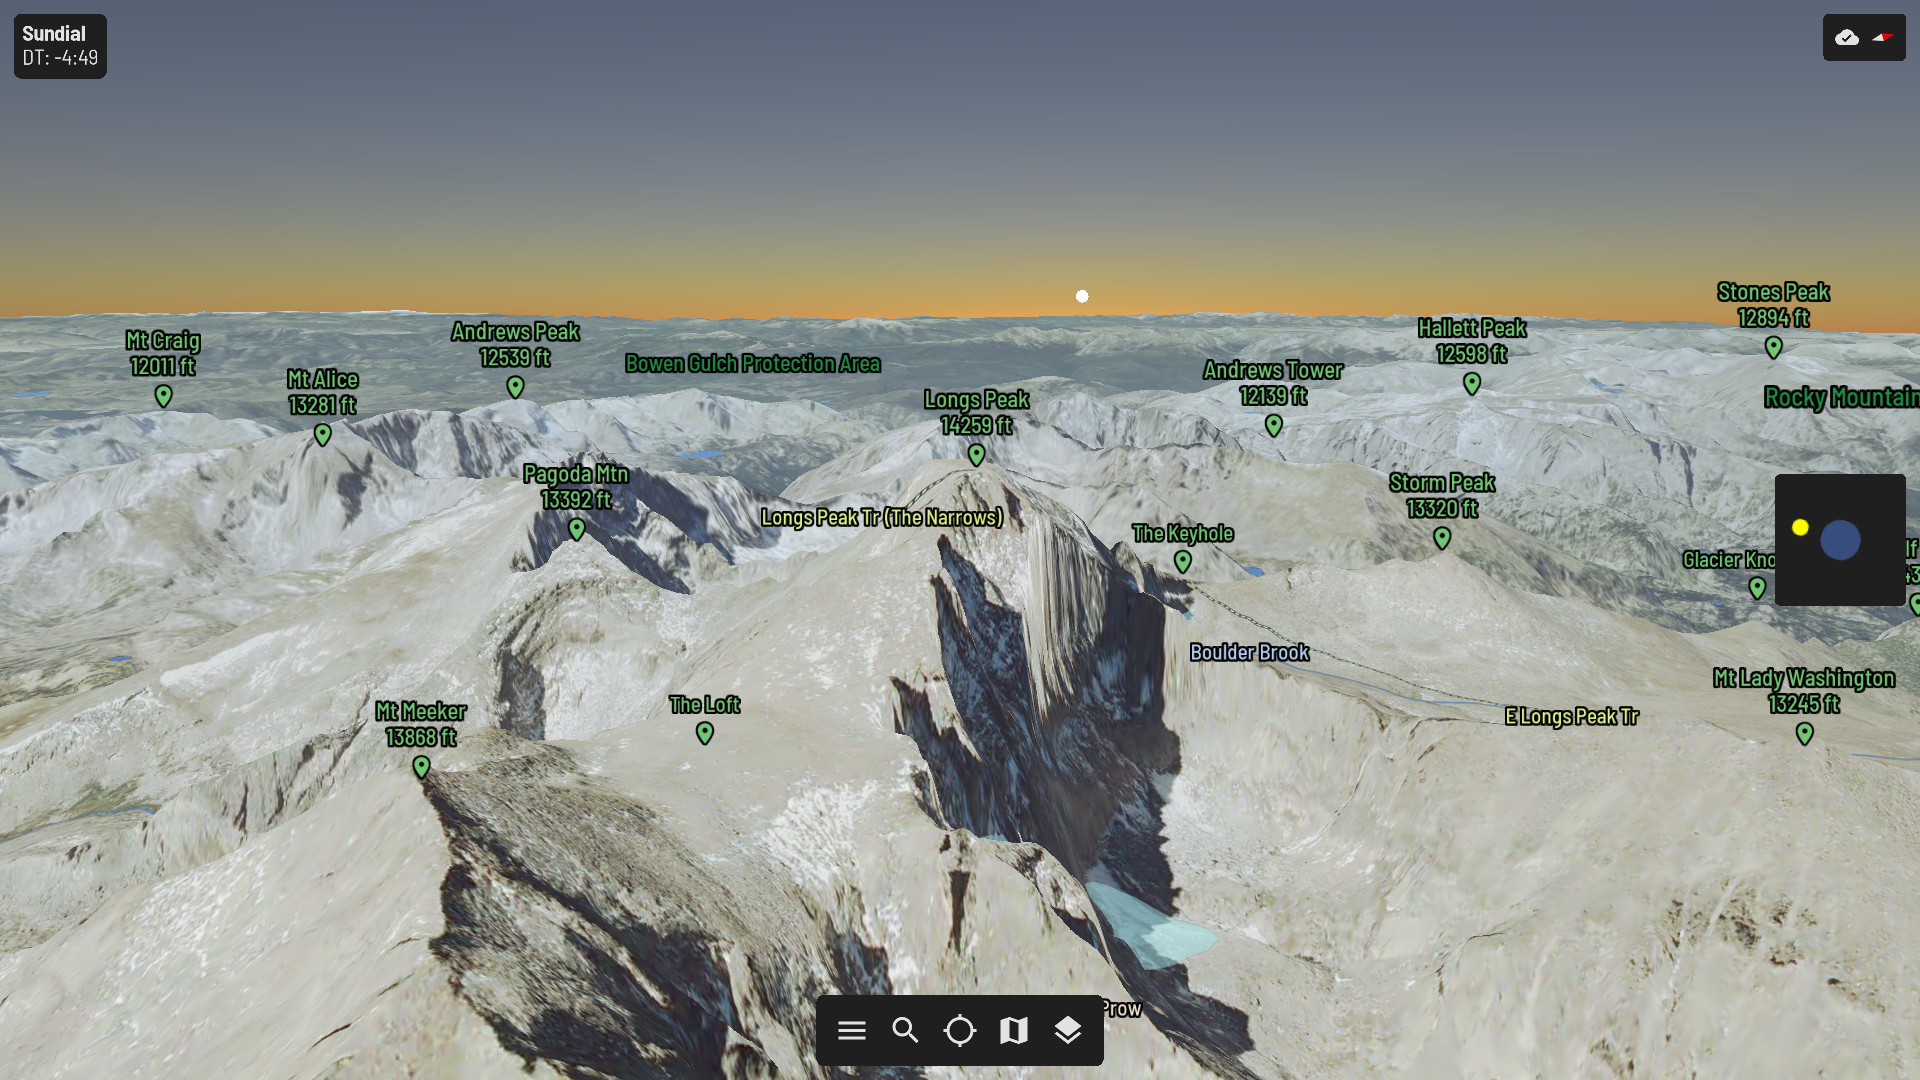 Sundial
DT: -4:49
Stones Peak
12894 ft
Mt Craig
12011 ft
Andrews Peak
12539 ft
Hallett Peak
12598 ft
Bowen Gulch Protection Area
Mt Alice
13281 ft
Andrews Tower
12139 ft
Longs Peak
14259 ft
Rocky Mountain
Pagoda Mtn
13392 ft
Storm Peak
13320 ft
Longs Peak Tr (The Narrows)
The Keyhole
Glacier Kno
Boulder Brook
Mt Lady Washington
13245 ft
The Loft
Mt Meeker
13868 ft
E Longs Peak Tr
Prow